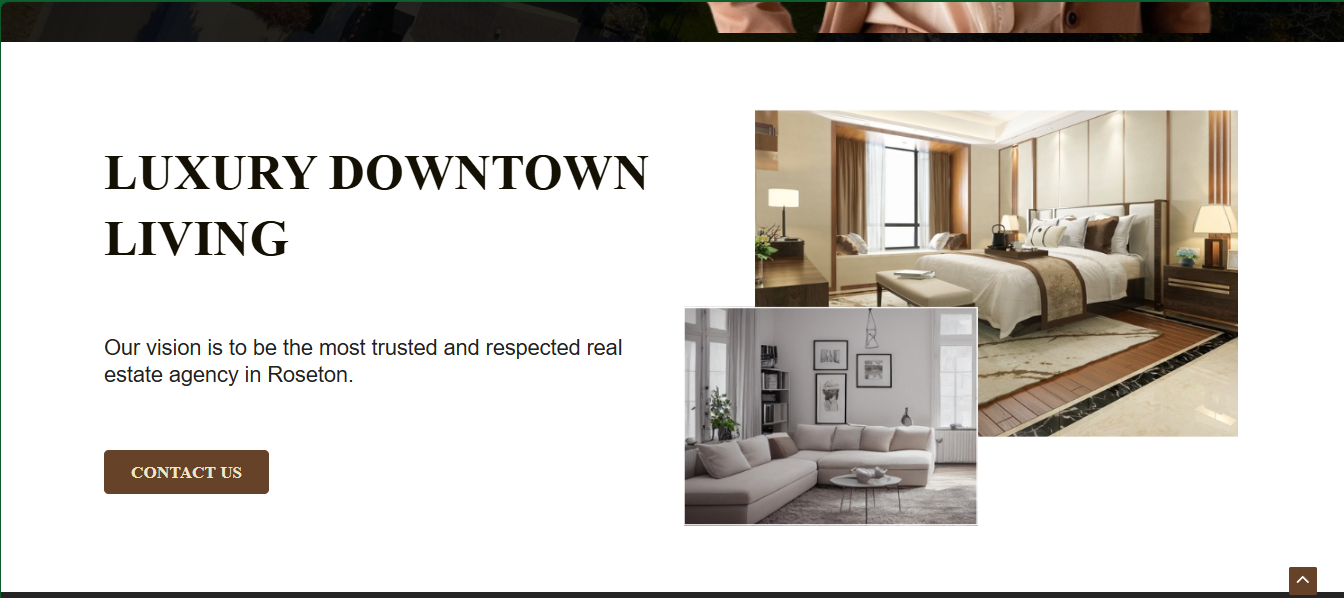 LUXURY DOWNTOWN
LIVING
Our vision is to be the most trusted and respected real
estate agency in Roseton.
CONTACT US